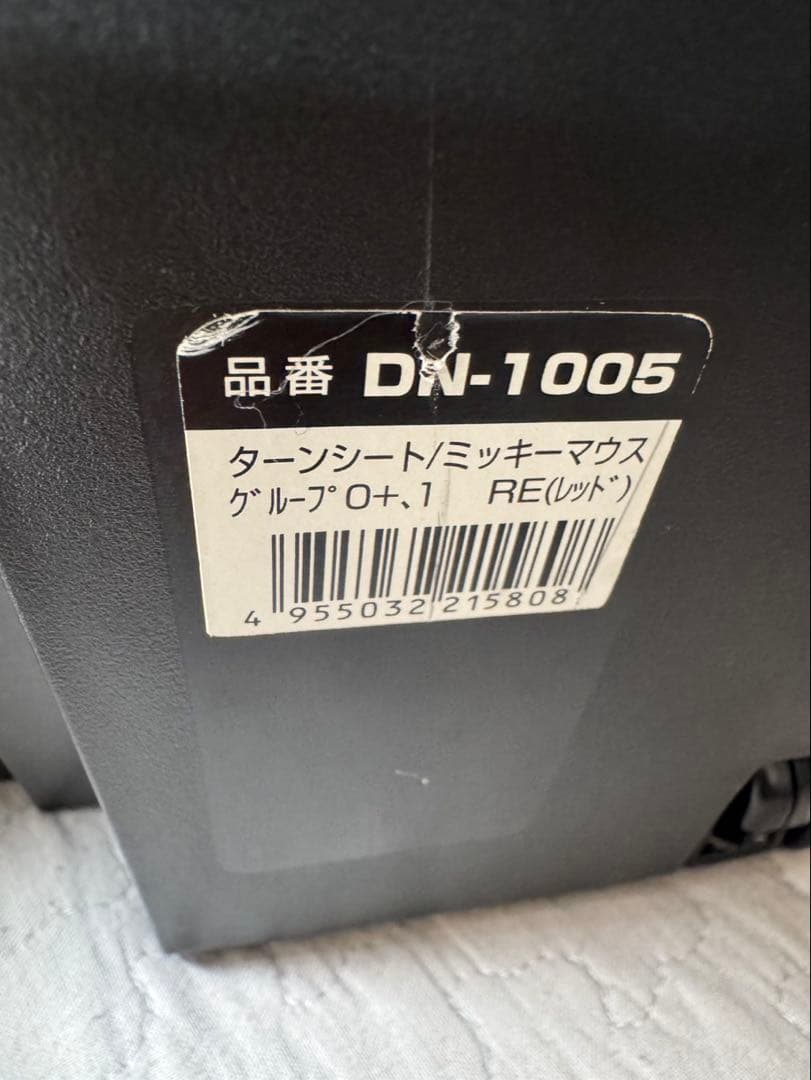 品番 DN-1005
ターンシート/ミッキーマウス
グループ0+、1 RE(レッド)
4 955032 215808